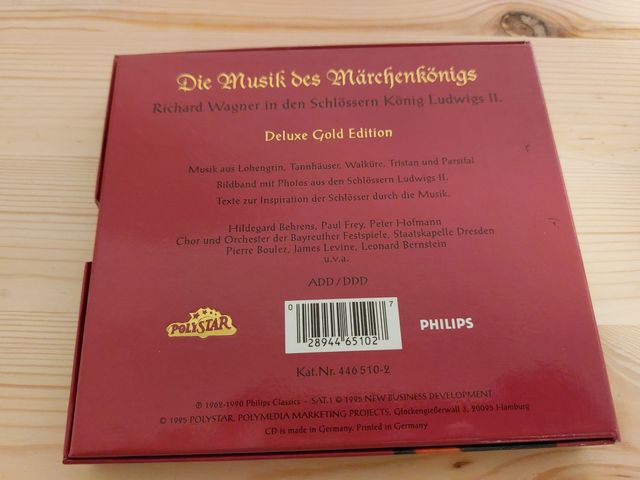 Die Musik des Märchenkönigs
Richard Wagner in den Schlössern König Ludwigs II.
Deluxe Gold Edition
Musik aus Lohengrin, Tannhäuser, Walküre, Tristan und Parsifal
Bildband mit Photos aus den Schlössern Ludwigs II.
Texte zur Inspiration der Schlösser durch die Musik.
Hildegard Behrens, Paul Frey, Peter Hofmann
Chor und Orchester der Bayreuther Festspiele, Staatskapelle Dresden
Pierre Boulez, James Levine, Leonard Bernstein
u.v.a.
ADD / DDD
0 7
28944 65102
POLYSTAR
PHILIPS
Kat.Nr. 446 510-2
℗ 1962-1990 Philips Classics – SAT.1 © 1995 NEW BUSINESS DEVELOPMENT
© 1995 POLYSTAR, POLYMEDIA MARKETING PROJECTS, Glockengießerwall 3, 20095 Hamburg
CD is made in Germany. Printed in Germany